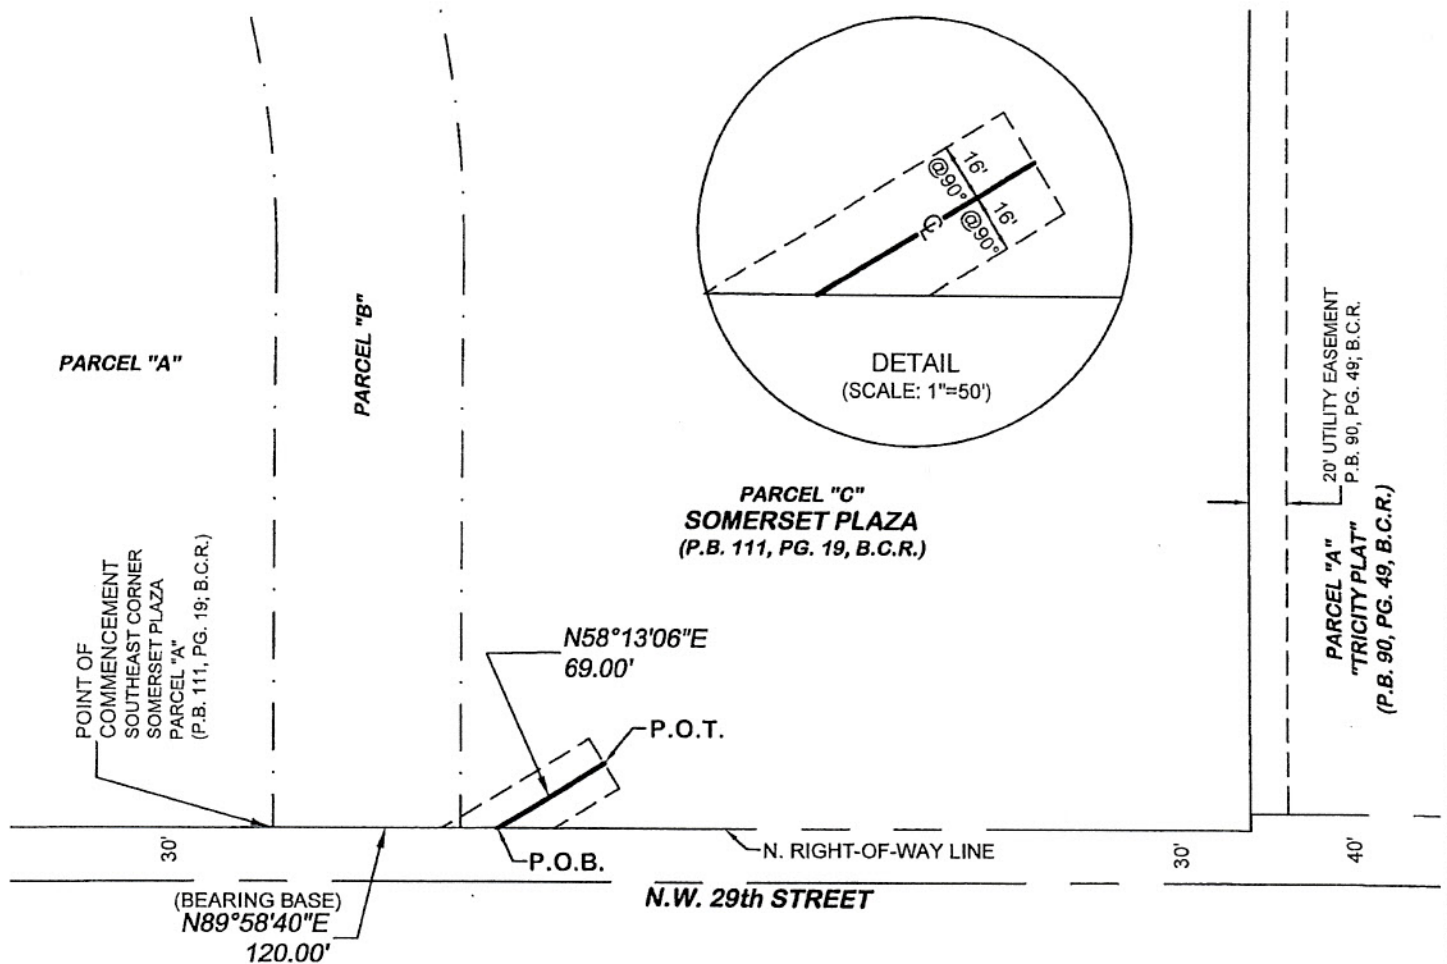 16'
@90°
16'
@90°
CL
DETAIL
(SCALE: 1"=50')
PARCEL "A"
PARCEL "B"
PARCEL "C"
SOMERSET PLAZA
(P.B. 111, PG. 19, B.C.R.)
20' UTILITY EASEMENT
P.B. 90, PG. 49; B.C.R.
PARCEL "A"
"TRICITY PLAT"
(P.B. 90, PG. 49, B.C.R.)
POINT OF
COMMENCEMENT
SOUTHEAST CORNER
SOMERSET PLAZA
PARCEL "A"
(P.B. 111, PG. 19; B.C.R.)
N58°13'06"E
69.00'
P.O.T.
P.O.B.
N. RIGHT-OF-WAY LINE
30'
30'
40'
N.W. 29th STREET
(BEARING BASE)
N89°58'40"E
120.00'